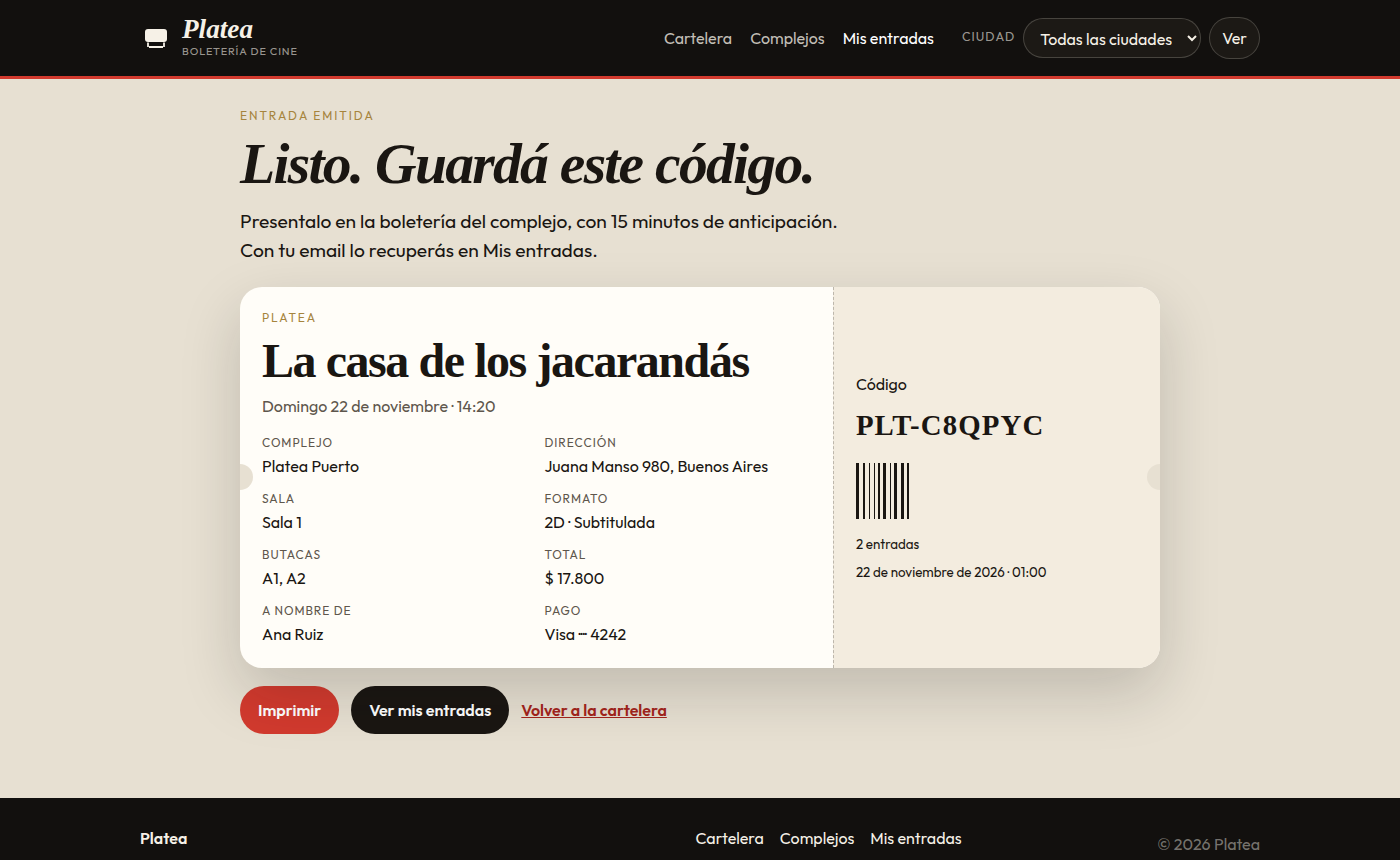 Platea
BOLETERÍA DE CINE
Cartelera Complejos Mis entradas CIUDAD Todas las ciudades Ver
ENTRADA EMITIDA
Listo. Guardá este código.
Presentalo en la boletería del complejo, con 15 minutos de anticipación.
Con tu email lo recuperás en Mis entradas.
PLATEA
La casa de los jacarandás
Domingo 22 de noviembre · 14:20
COMPLEJO
Platea Puerto
DIRECCIÓN
Juana Manso 980, Buenos Aires
SALA
Sala 1
FORMATO
2D · Subtitulada
BUTACAS
A1, A2
TOTAL
$ 17.800
A NOMBRE DE
Ana Ruiz
PAGO
Visa ··· 4242
Código
PLT-C8QPYC
2 entradas
22 de noviembre de 2026 · 01:00
Imprimir Ver mis entradas Volver a la cartelera
Platea
Cartelera Complejos Mis entradas
© 2026 Platea